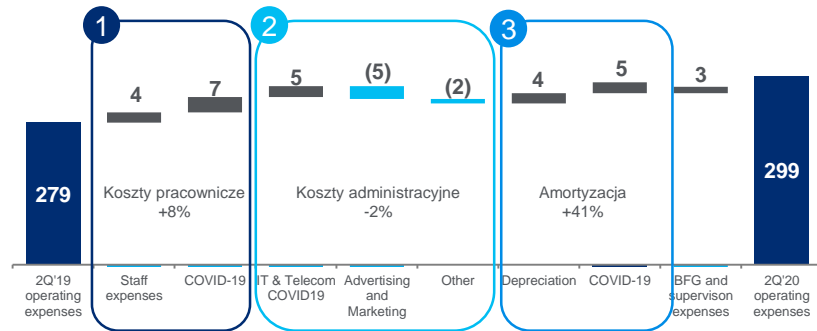 1
2
3
4
7
5
(5)
(2)
4
5
3
279
299
Koszty pracownicze
+8%
Koszty administracyjne
-2%
Amortyzacja
+41%
2Q'19
operating
expenses
Staff
expenses
COVID-19
IT & Telecom
COVID19
Advertising
and
Marketing
Other
Depreciation
COVID-19
BFG and
supervison
expenses
2Q'20
operating
expenses